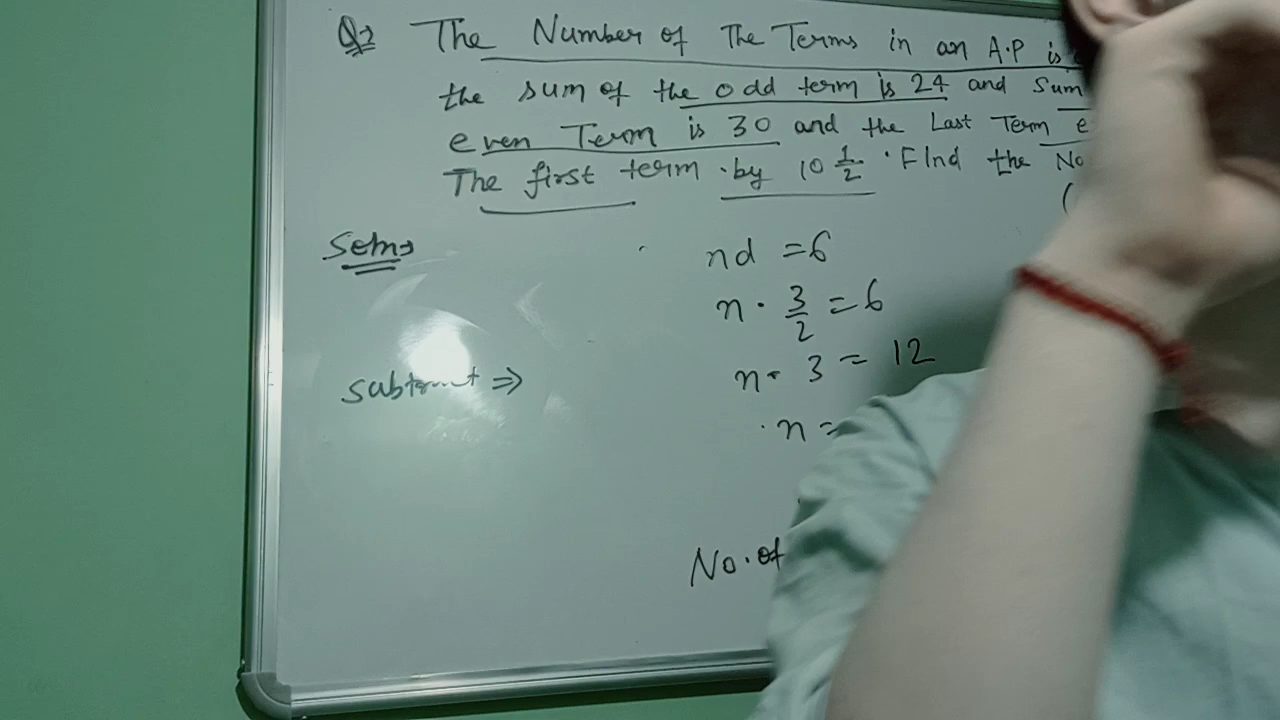 Q2 The Number of The Terms in an A.P is
the sum of the odd term is 24 and Sum
even Term is 30 and the Last Term e
The first term . by 10 1/2 . FInd the No
(
Soln⇒
nd = 6
n · 3/2 = 6
Subtract ⇒
n · 3 = 12
· n =
No. of